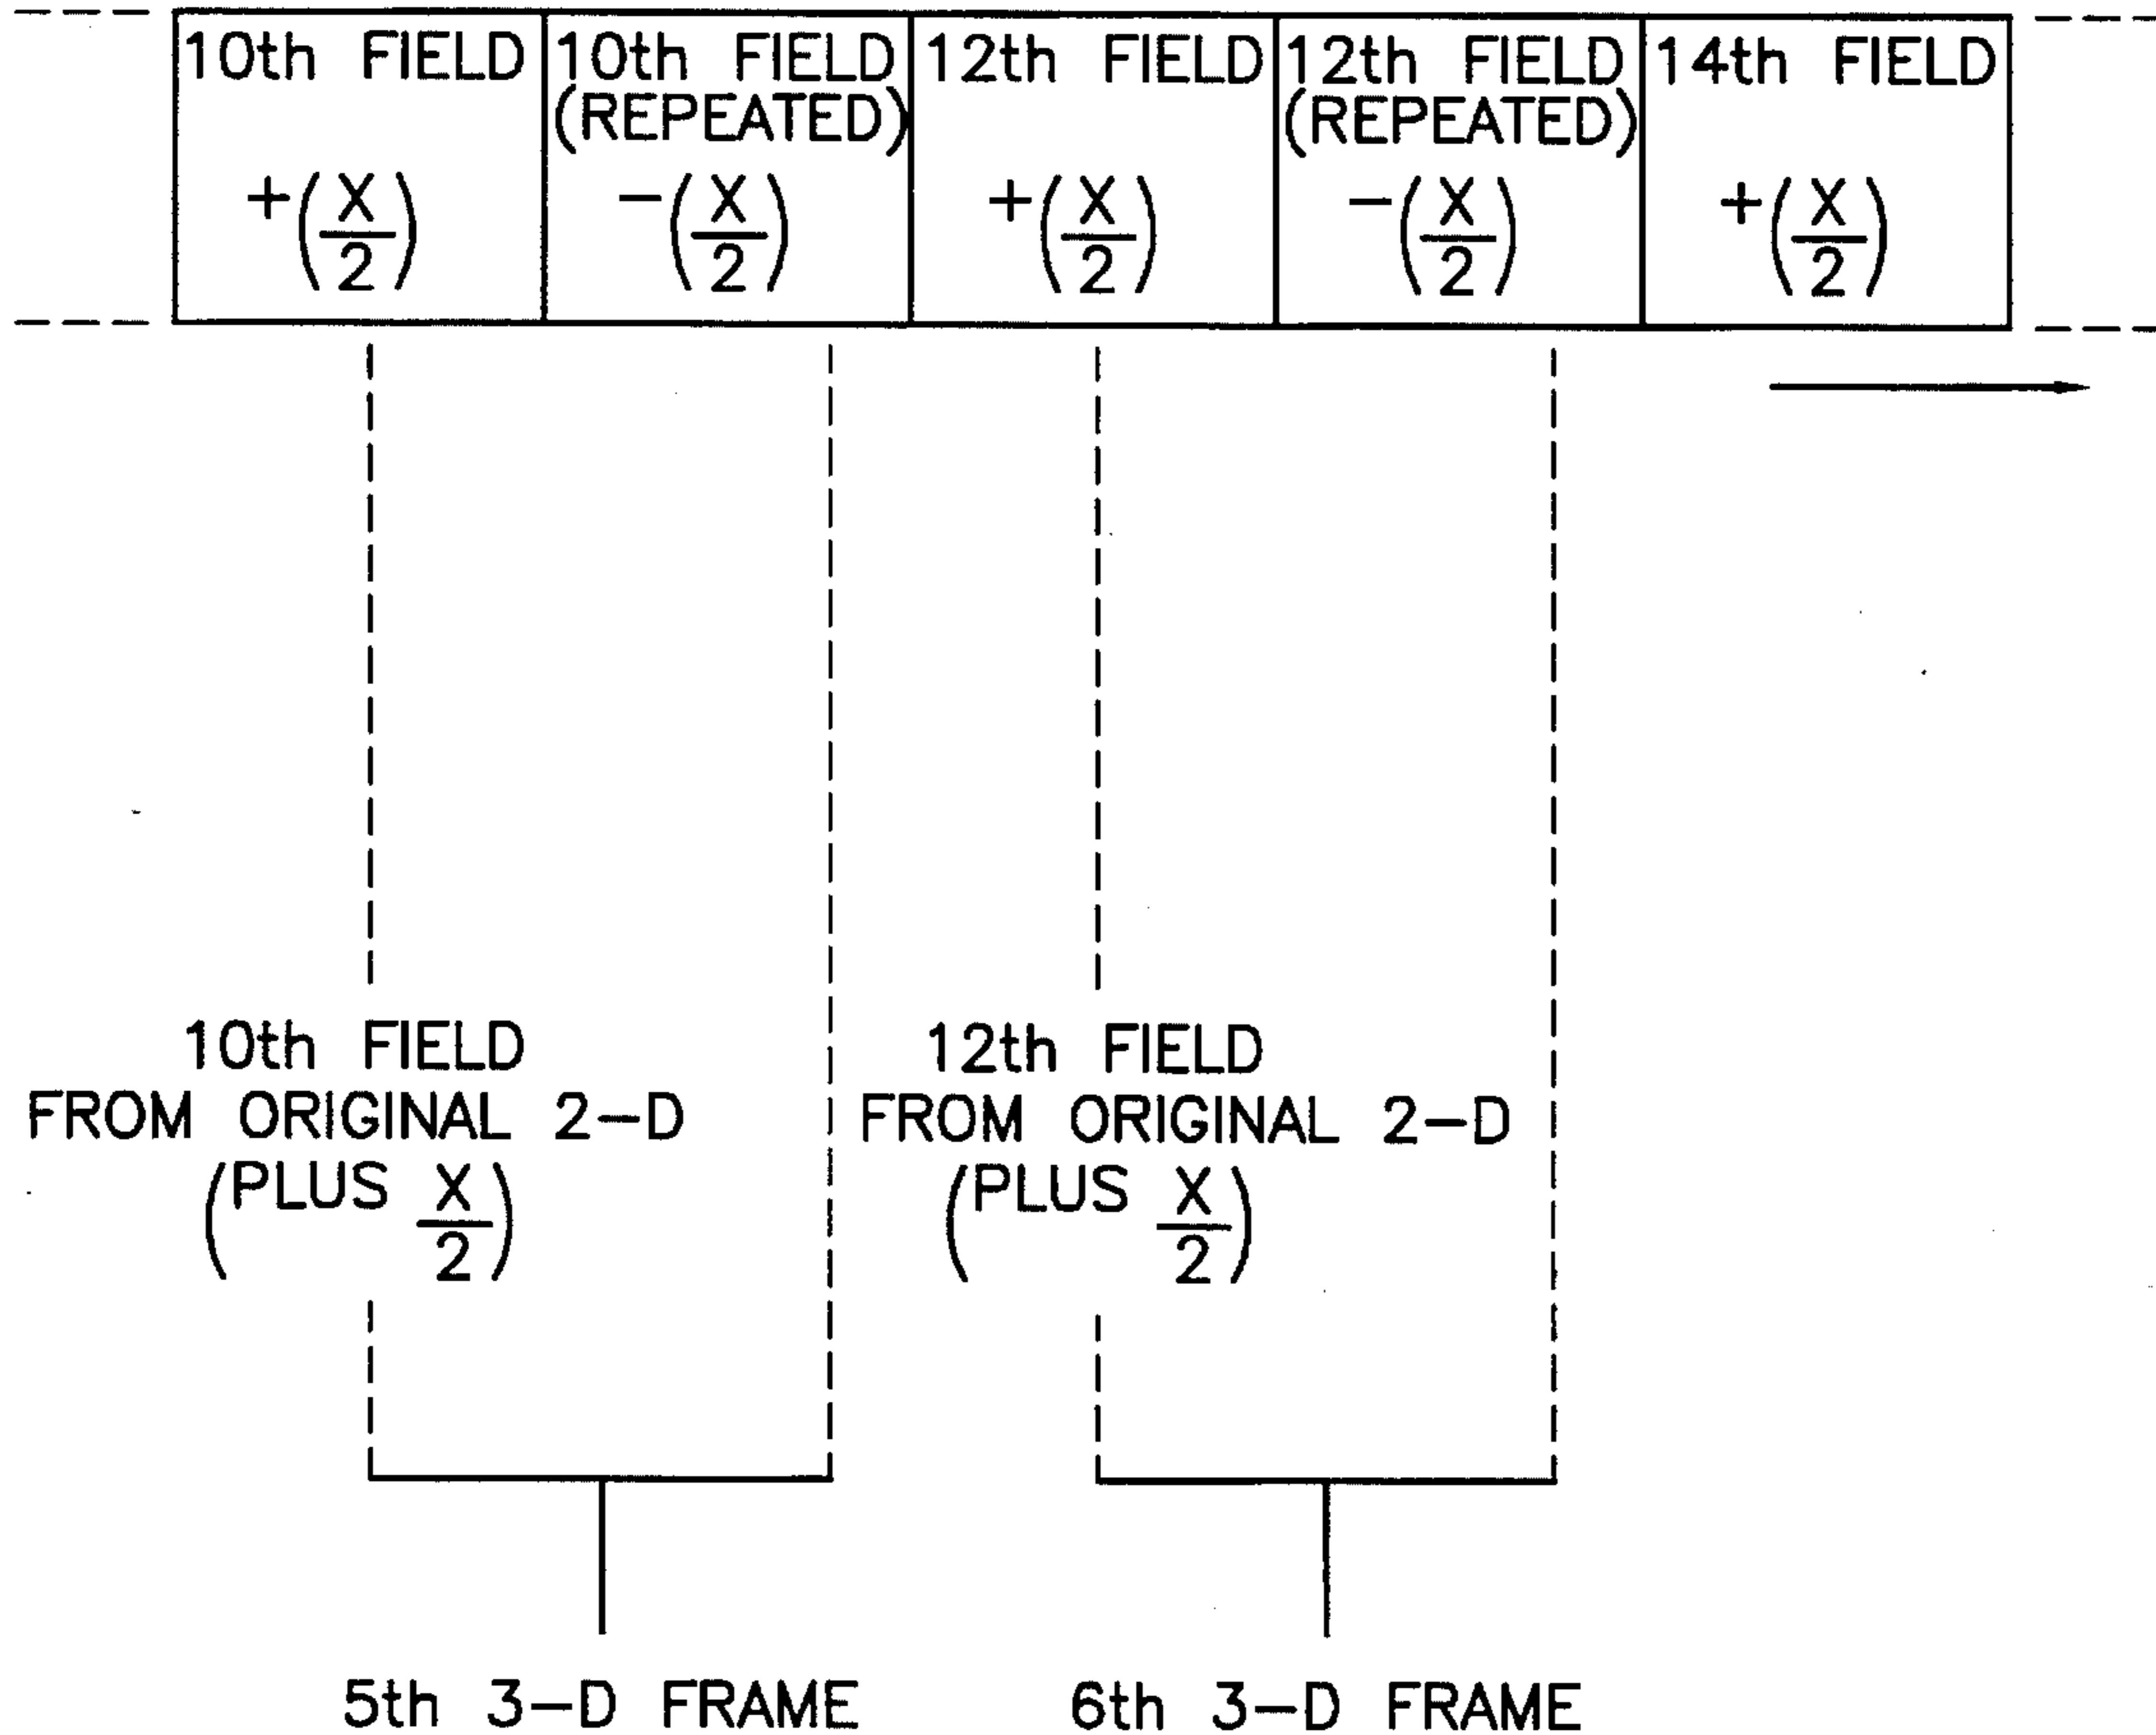 10th FIELD
+(X/2)
10th FIELD
(REPEATED)
-(X/2)
12th FIELD
+(X/2)
12th FIELD
(REPEATED)
-(X/2)
14th FIELD
+(X/2)
10th FIELD
FROM ORIGINAL 2-D
(PLUS X/2)
12th FIELD
FROM ORIGINAL 2-D
(PLUS X/2)
5th 3-D FRAME
6th 3-D FRAME